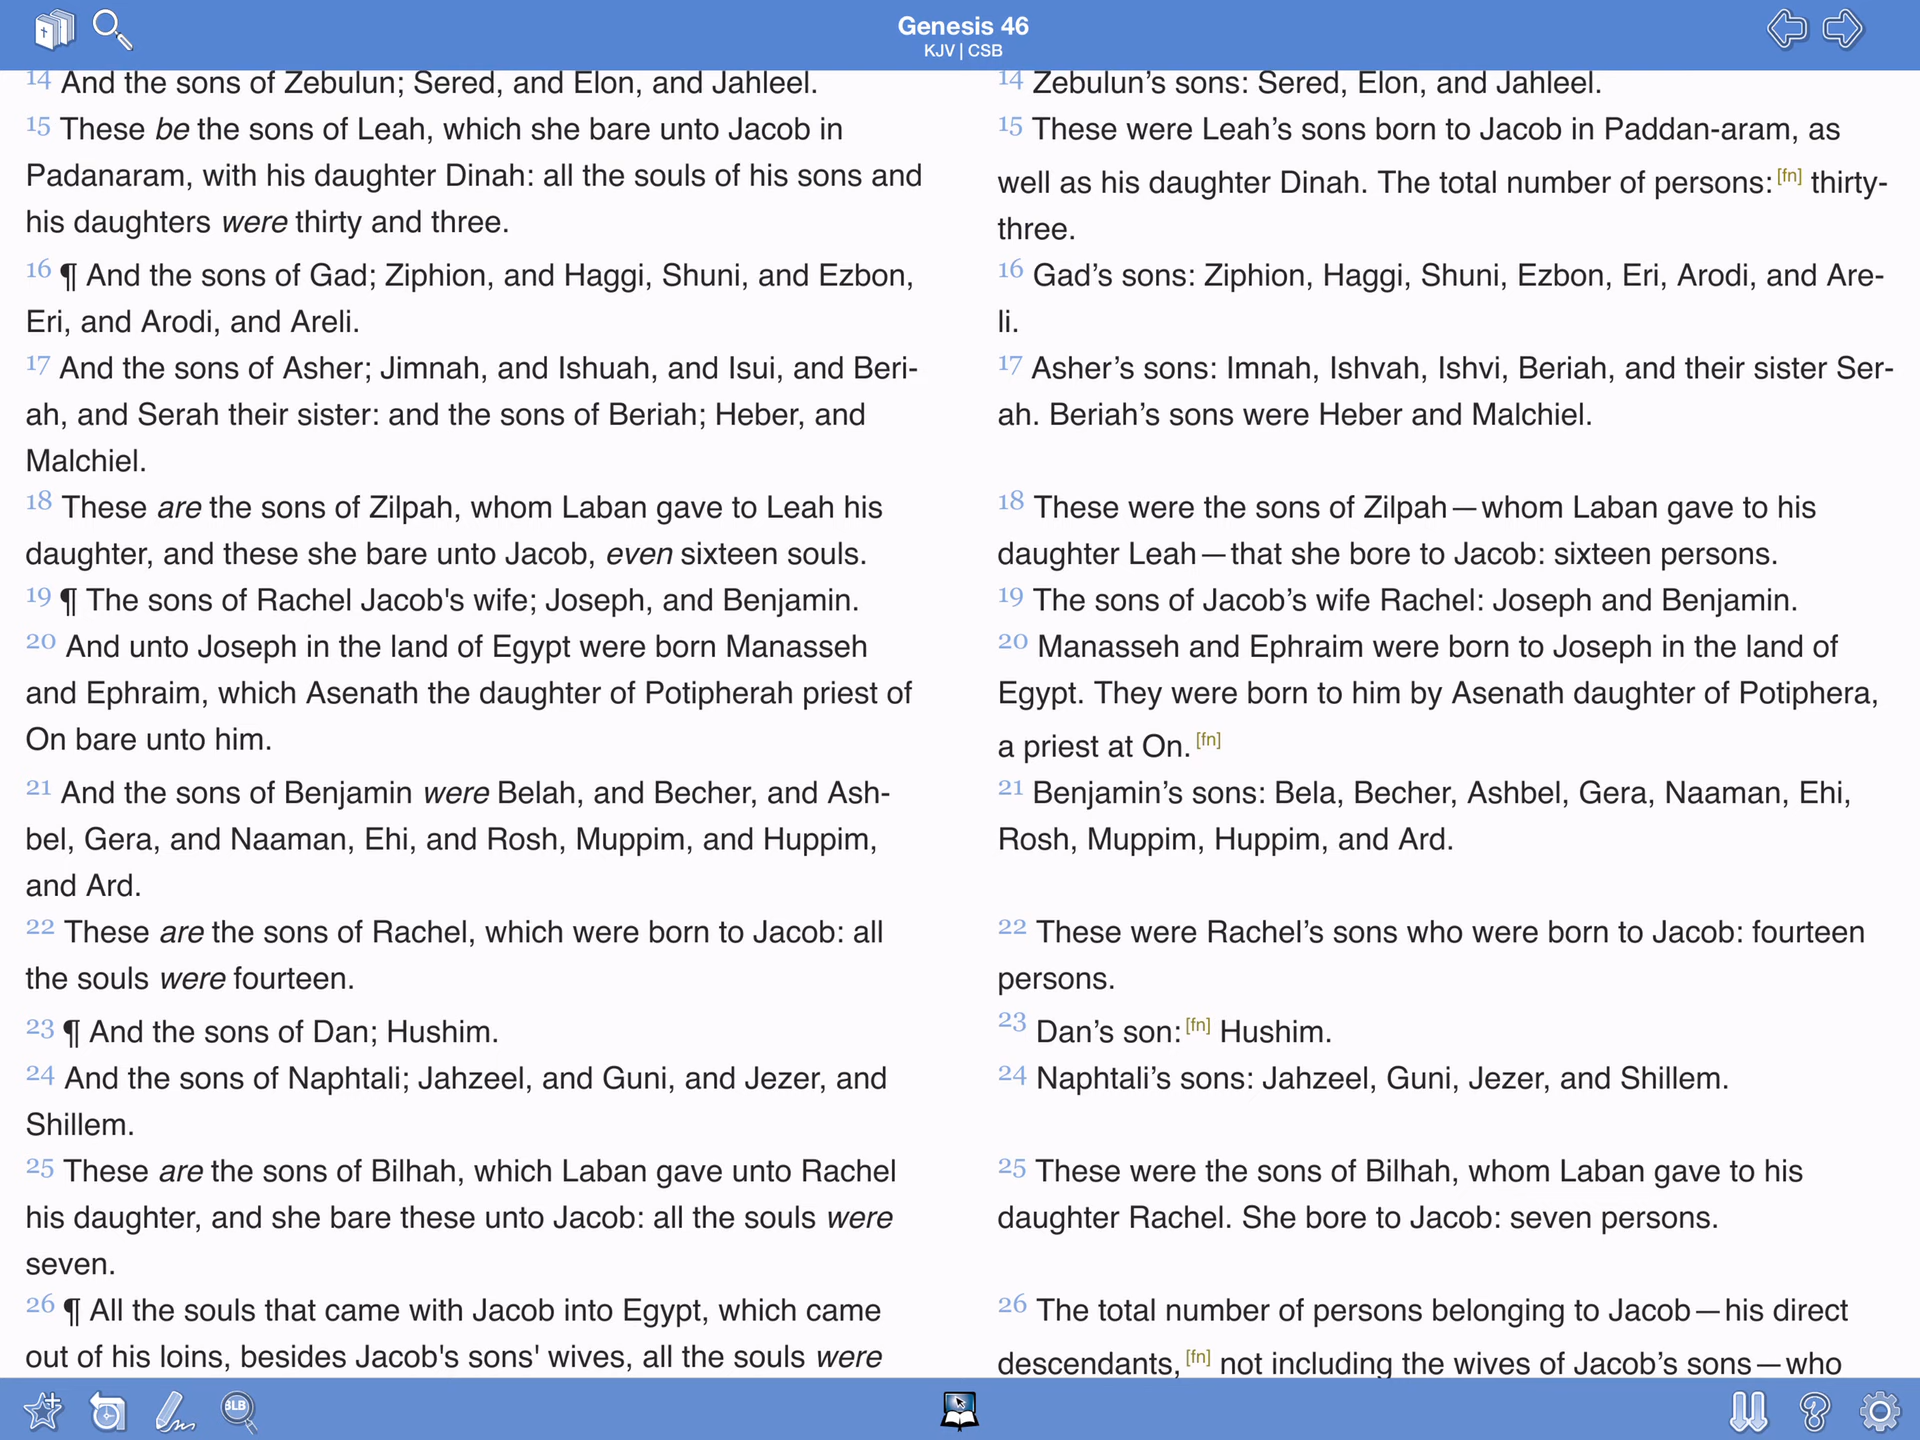 Genesis 46
KJV | CSB
14 And the sons of Zebulun; Sered, and Elon, and Jahleel.
15 These be the sons of Leah, which she bare unto Jacob in
Padanaram, with his daughter Dinah: all the souls of his sons and
his daughters were thirty and three.
16 ¶ And the sons of Gad; Ziphion, and Haggi, Shuni, and Ezbon,
Eri, and Arodi, and Areli.
17 And the sons of Asher; Jimnah, and Ishuah, and Isui, and Beri-
ah, and Serah their sister: and the sons of Beriah; Heber, and
Malchiel.
18 These are the sons of Zilpah, whom Laban gave to Leah his
daughter, and these she bare unto Jacob, even sixteen souls.
19 ¶ The sons of Rachel Jacob's wife; Joseph, and Benjamin.
20 And unto Joseph in the land of Egypt were born Manasseh
and Ephraim, which Asenath the daughter of Potipherah priest of
On bare unto him.
21 And the sons of Benjamin were Belah, and Becher, and Ash-
bel, Gera, and Naaman, Ehi, and Rosh, Muppim, and Huppim,
and Ard.
22 These are the sons of Rachel, which were born to Jacob: all
the souls were fourteen.
23 ¶ And the sons of Dan; Hushim.
24 And the sons of Naphtali; Jahzeel, and Guni, and Jezer, and
Shillem.
25 These are the sons of Bilhah, which Laban gave unto Rachel
his daughter, and she bare these unto Jacob: all the souls were
seven.
26 ¶ All the souls that came with Jacob into Egypt, which came
out of his loins, besides Jacob's sons' wives, all the souls were
14 Zebulun’s sons: Sered, Elon, and Jahleel.
15 These were Leah’s sons born to Jacob in Paddan-aram, as
well as his daughter Dinah. The total number of persons:[fn] thirty-
three.
16 Gad’s sons: Ziphion, Haggi, Shuni, Ezbon, Eri, Arodi, and Are-
li.
17 Asher’s sons: Imnah, Ishvah, Ishvi, Beriah, and their sister Ser-
ah. Beriah’s sons were Heber and Malchiel.
18 These were the sons of Zilpah—whom Laban gave to his
daughter Leah—that she bore to Jacob: sixteen persons.
19 The sons of Jacob’s wife Rachel: Joseph and Benjamin.
20 Manasseh and Ephraim were born to Joseph in the land of
Egypt. They were born to him by Asenath daughter of Potiphera,
a priest at On.[fn]
21 Benjamin’s sons: Bela, Becher, Ashbel, Gera, Naaman, Ehi,
Rosh, Muppim, Huppim, and Ard.
22 These were Rachel’s sons who were born to Jacob: fourteen
persons.
23 Dan’s son:[fn] Hushim.
24 Naphtali’s sons: Jahzeel, Guni, Jezer, and Shillem.
25 These were the sons of Bilhah, whom Laban gave to his
daughter Rachel. She bore to Jacob: seven persons.
26 The total number of persons belonging to Jacob—his direct
descendants,[fn] not including the wives of Jacob’s sons—who
BLB